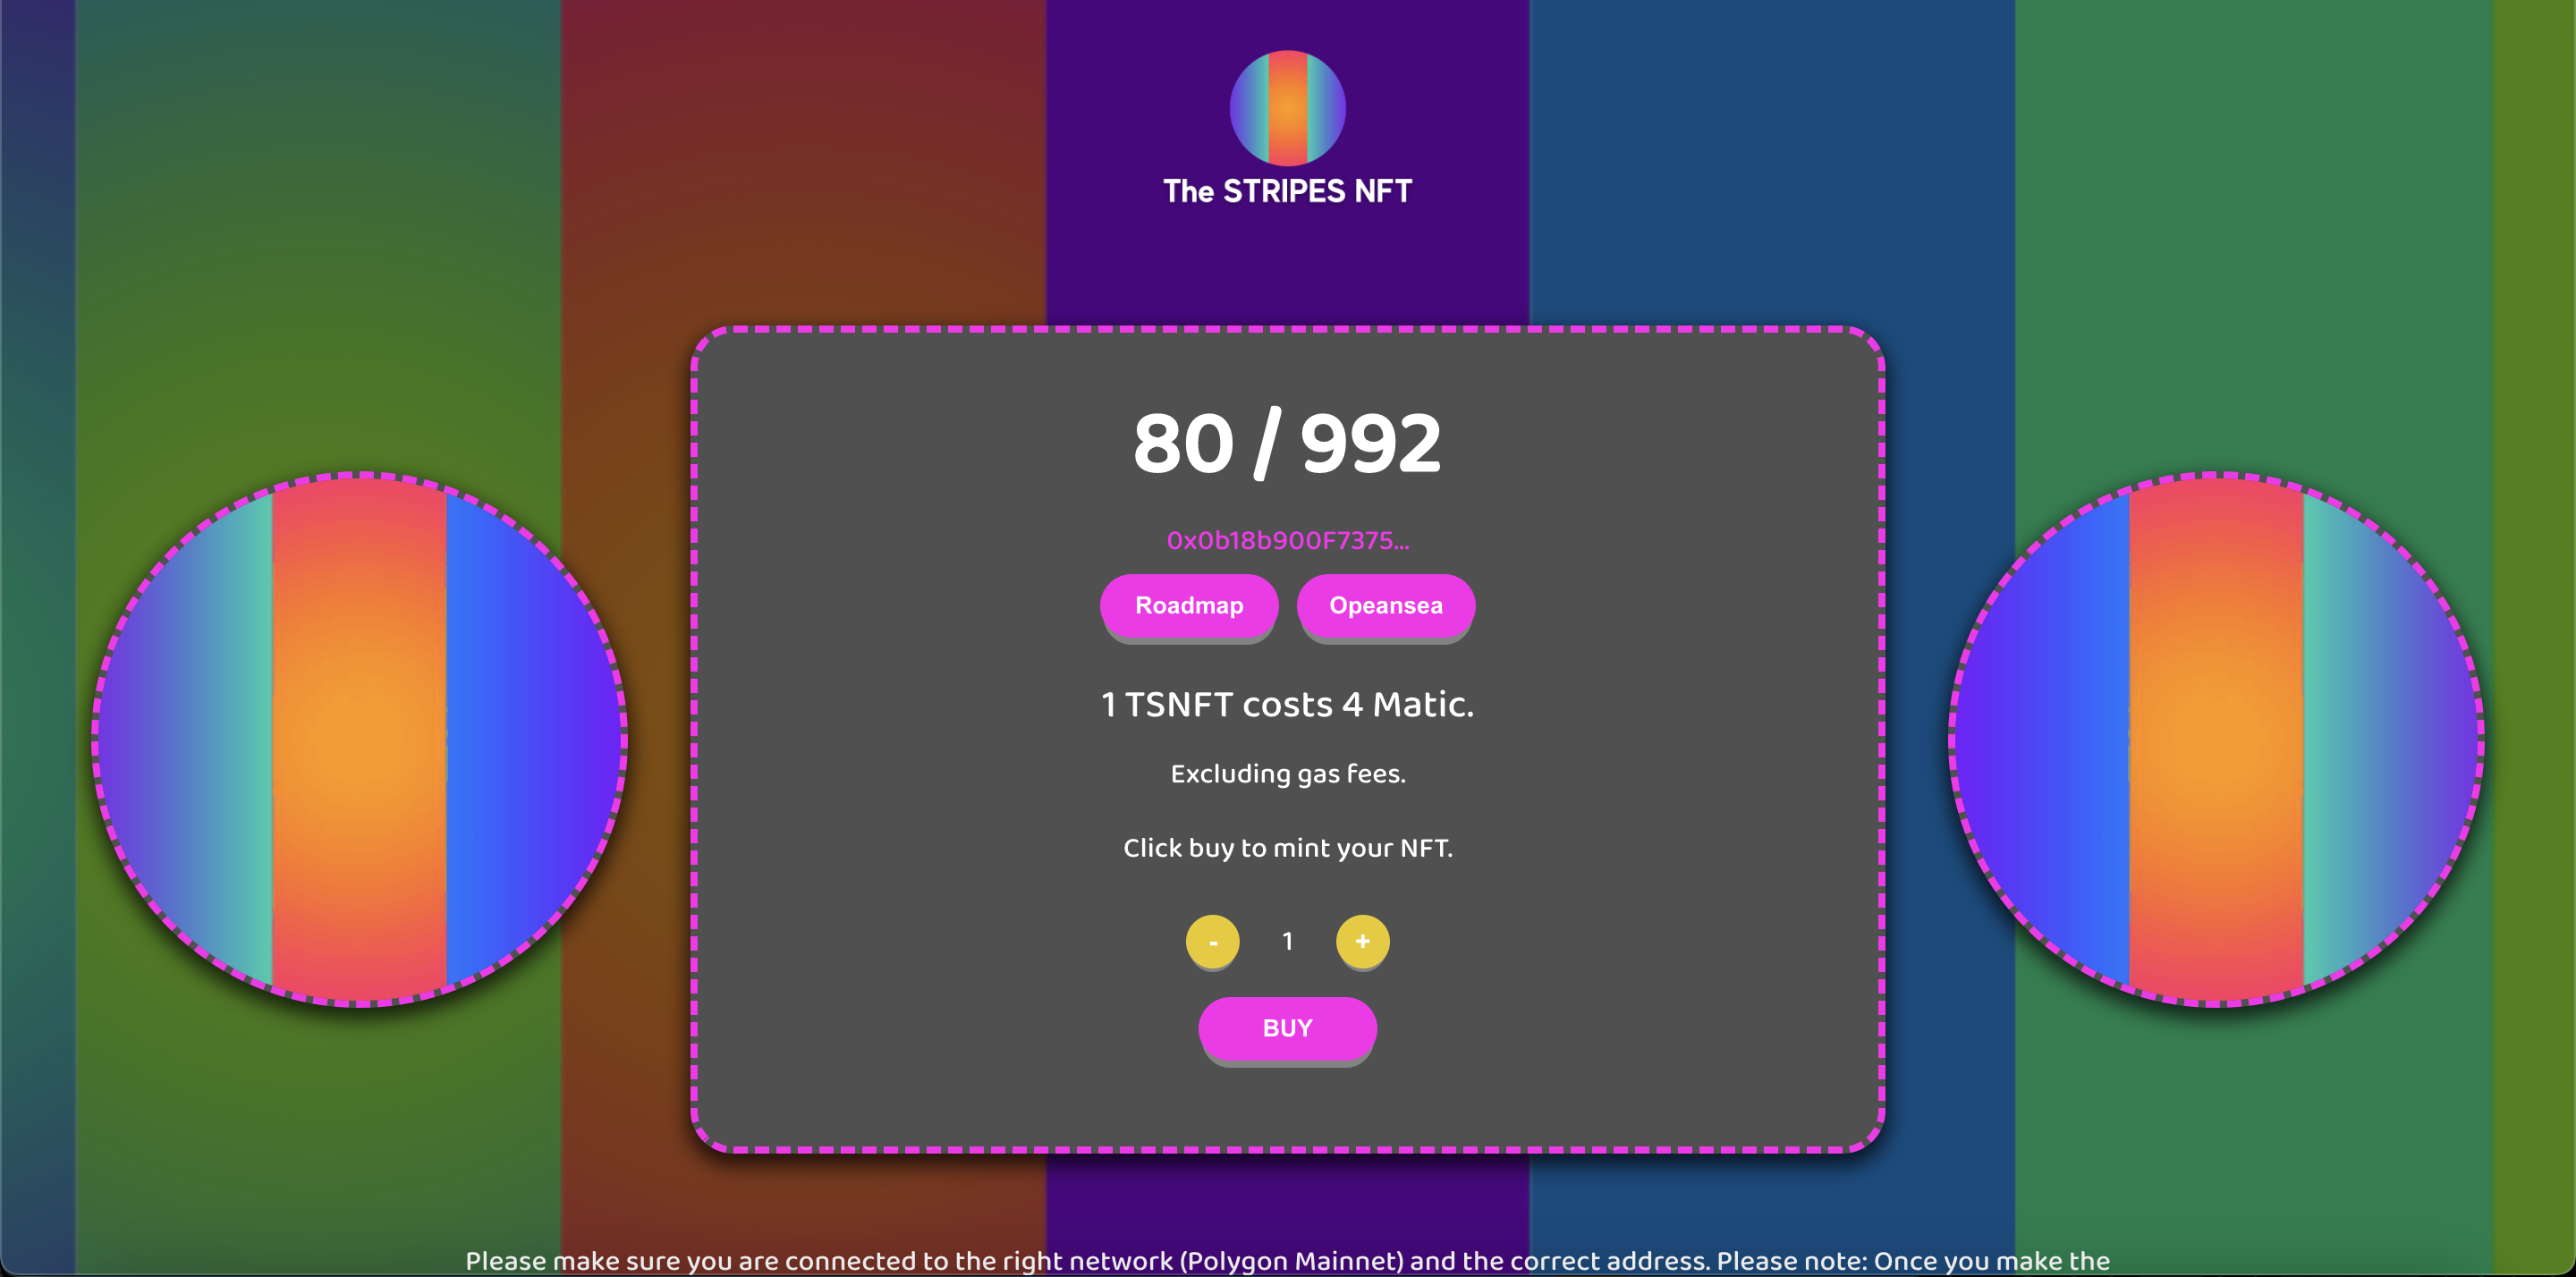 The STRIPES NFT
80 / 992
0x0b18b900F7375...
Roadmap Opeansea
1 TSNFT costs 4 Matic.
Excluding gas fees.
Click buy to mint your NFT.
- 1 +
BUY
Please make sure you are connected to the right network (Polygon Mainnet) and the correct address. Please note: Once you make the